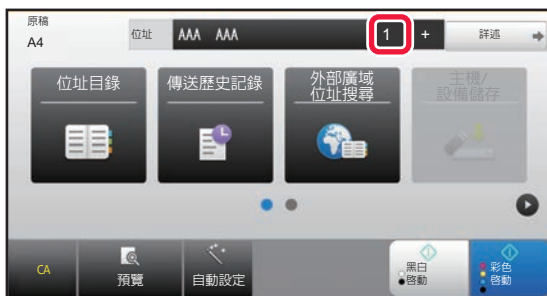 原稿
A4
位址 AAA AAA 1 + 詳述
位址目錄
傳送歷史記錄
外部廣域
位址搜尋
主機/
設備儲存
CA
預覽
自動設定
黑白
啓動
彩色
啓動